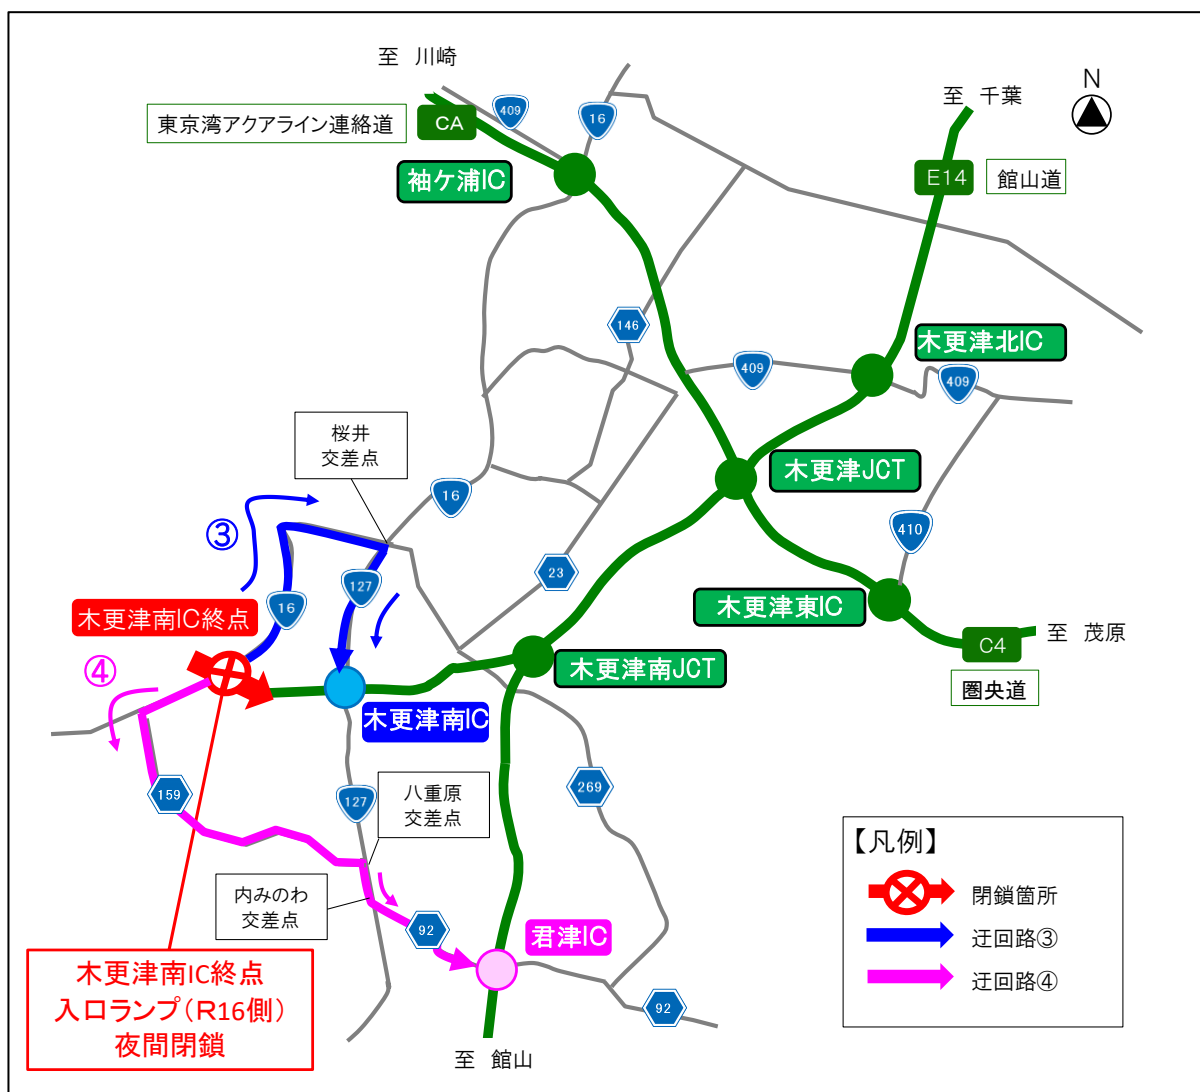 至 川崎
N
至 千葉
東京湾アクアライン連絡道
CA
409
16
袖ケ浦IC
E14
館山道
146
木更津北IC
409
409
桜井
交差点
木更津JCT
16
③
410
127
23
16
木更津南IC終点
木更津東IC
至 茂原
C4
④
木更津南JCT
圏央道
木更津南IC
159
127
八重原
交差点
269
【凡例】
閉鎖箇所
迂回路③
迂回路④
内みのわ
交差点
92
君津IC
92
木更津南IC終点
入口ランプ(R16側)
夜間閉鎖
至 館山